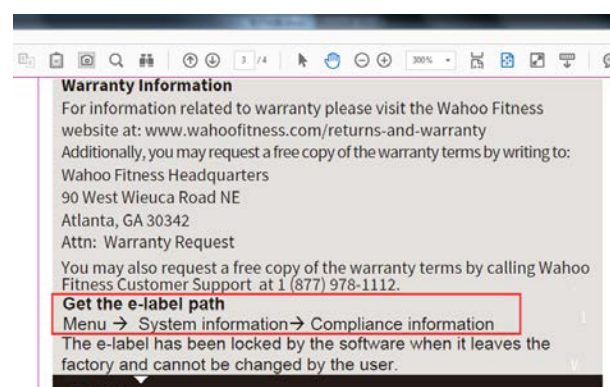 3 / 4
300%
Warranty Information
For information related to warranty please visit the Wahoo Fitness
website at: www.wahoofitness.com/returns-and-warranty
Additionally, you may request a free copy of the warranty terms by writing to:
Wahoo Fitness Headquarters
90 West Wieuca Road NE
Atlanta, GA 30342
Attn: Warranty Request
You may also request a free copy of the warranty terms by calling Wahoo
Fitness Customer Support at 1 (877) 978-1112.
Get the e-label path
Menu → System information→ Compliance information
The e-label has been locked by the software when it leaves the
factory and cannot be changed by the user.